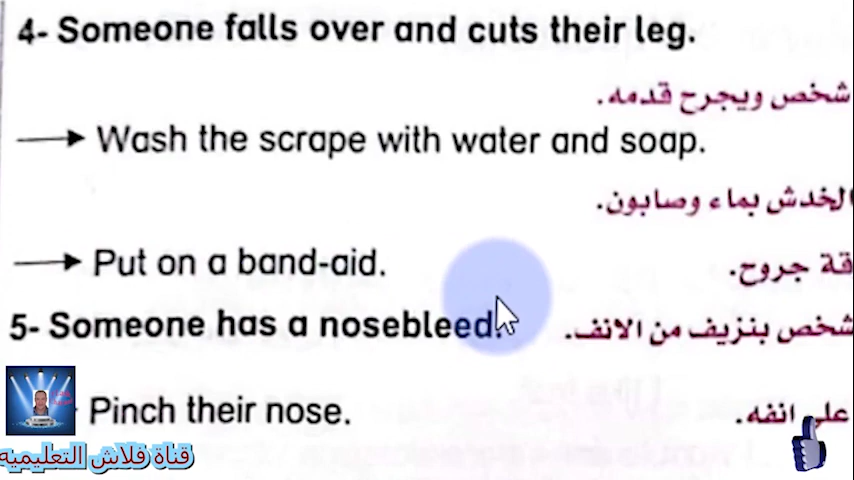 4- Someone falls over and cuts their leg.
شخص ويجرح قدمه.
Wash the scrape with water and soap.
الخدش بماء وصابون.
Put on a band-aid.
قة جروح.
5- Someone has a nosebleed.
شخص بنزيف من الانف.
Pinch their nose.
على انفه.
قناة فلاش التعليميه